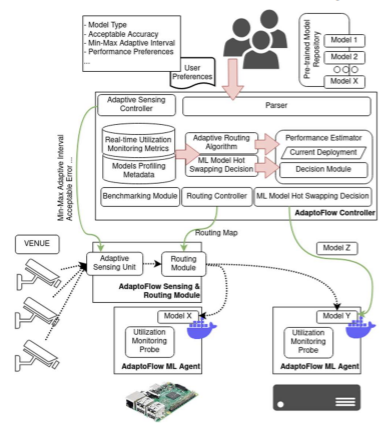 - Model Type
- Acceptable Accuracy
- Min-Max Adaptive Interval
- Performance Preferences
...
User
Preferences
Pre-trained Model
Repository
Model 1
Model 2
Model X
Adaptive Sensing
Controller
Parser
Real-time Utilization
Monitoring Metrics
Models Profiling
Metadata
Adaptive Routing
Algorithm
ML Model Hot
Swapping Decision
Performance Estimator
Current Deployment
Decision Module
Benchmarking Module
Routing Controller
ML Model Hot Swapping Decision
AdaptoFlow Controller
Min-Max Adaptive Interval
Acceptable Error ...
Routing Map
Model Z
VENUE
Adaptive
Sensing Unit
Routing
Module
AdaptoFlow Sensing &
Routing Module
Model X
Utilization
Monitoring
Probe
AdaptoFlow ML Agent
Model Y
Utilization
Monitoring
Probe
AdaptoFlow ML Agent